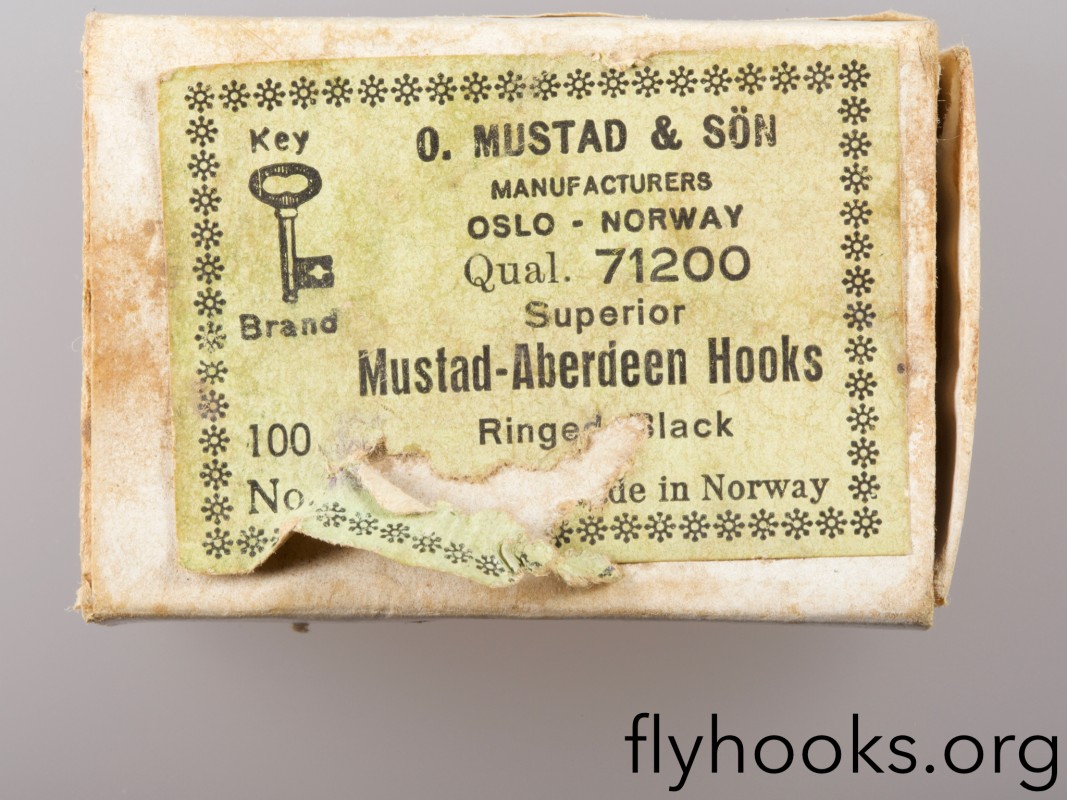 Key
Brand
O. MUSTAD & SÖN
MANUFACTURERS
OSLO - NORWAY
Qual. 71200
Superior
Mustad-Aberdeen Hooks
Ringed Black
100
No.
de in Norway
flyhooks.org